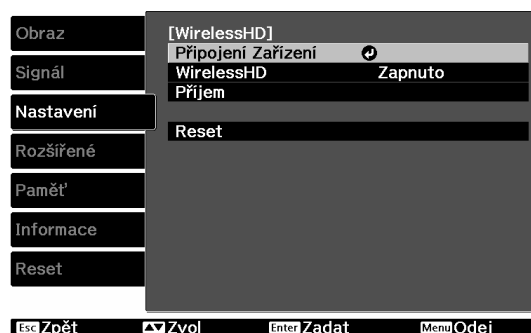 Obraz
Signál
Nastavení
Rozšířené
Paměť
Informace
Reset
[WirelessHD]
Připojení Zařízení
WirelessHD Zapnuto
Příjem
Reset
Esc Zpět Zvol Enter Zadat Menu Odej